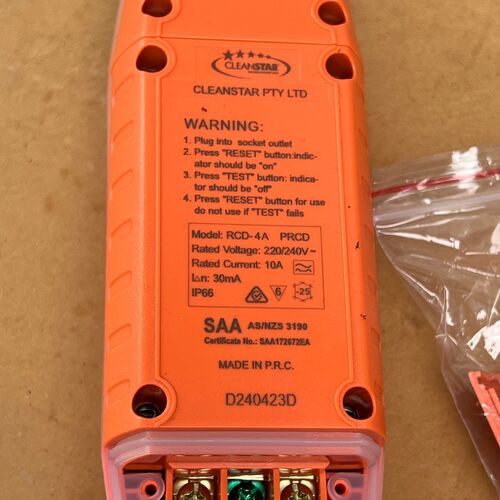 CLEANSTAR
CLEANSTAR PTY LTD
WARNING:
1. Plug into socket outlet
2. Press "RESET" button:indic-
ator should be "on"
3. Press "TEST" button: indica-
tor should be "off"
4. Press "RESET" button for use
do not use if "TEST" fails
Model: RCD-4A PRCD
Rated Voltage: 220/240V~
Rated Current: 10A
I△n: 30mA
IP66 6 -25
SAA AS/NZS 3190
Certificate No.: SAA172672EA
MADE IN P.R.C.
D240423D